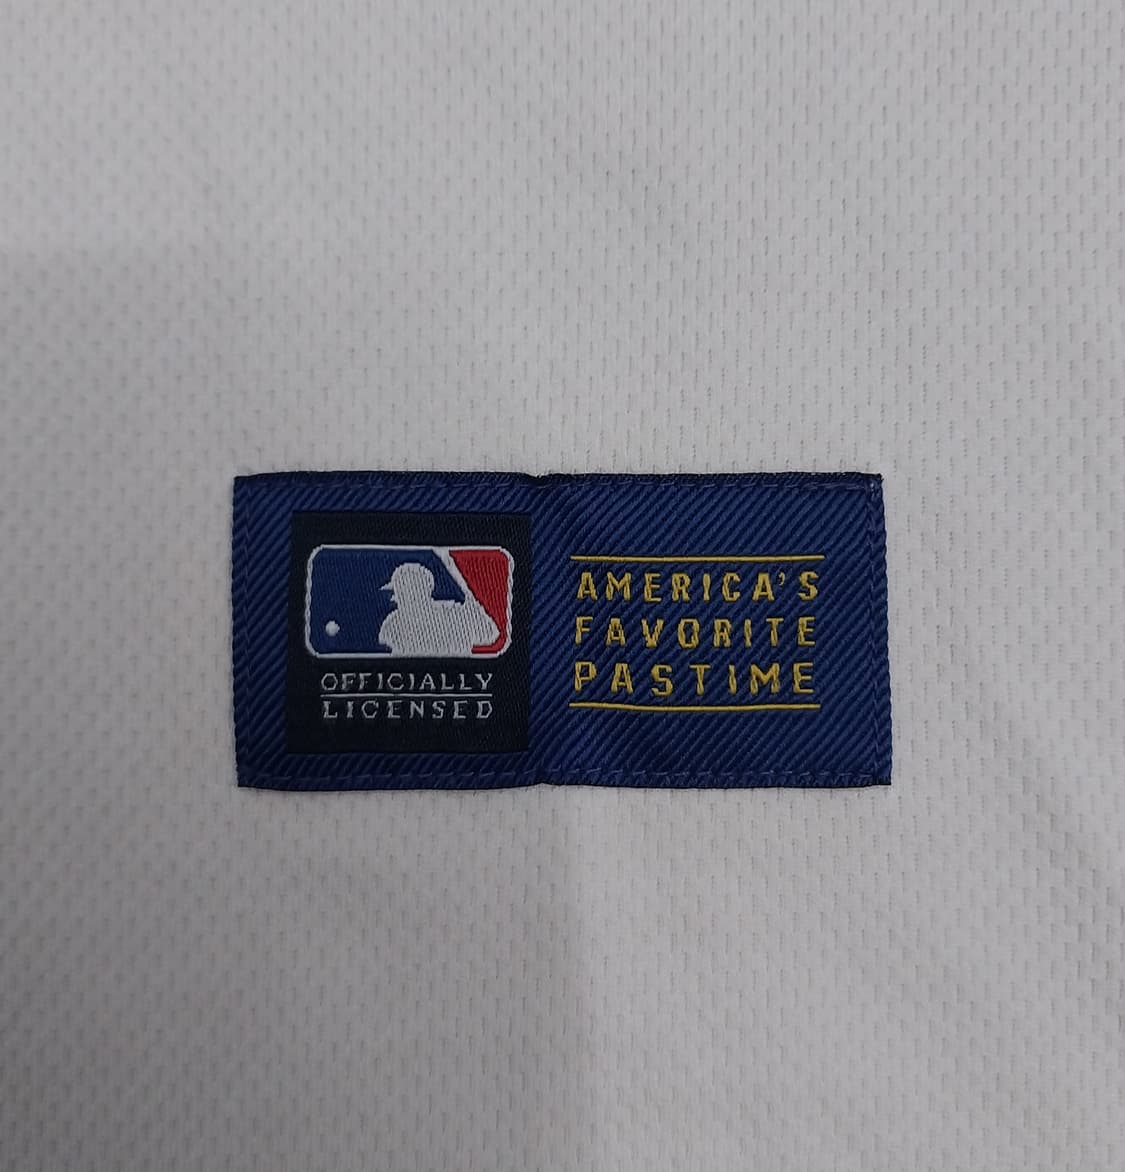 OFFICIALLY
LICENSED
AMERICA'S
FAVORITE
PASTIME